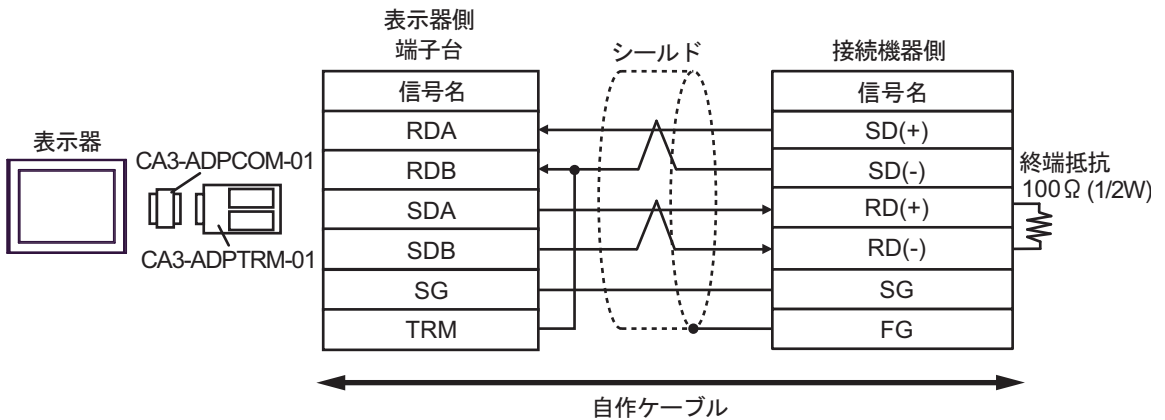 表示器側
端子台
シールド
接続機器側
信号名
信号名
RDA
SD(+)
表示器
CA3-ADPCOM-01
RDB
SD(-)
終端抵抗
100Ω (1/2W)
SDA
RD(+)
SDB
RD(-)
CA3-ADPTRM-01
SG
SG
TRM
FG
自作ケーブル